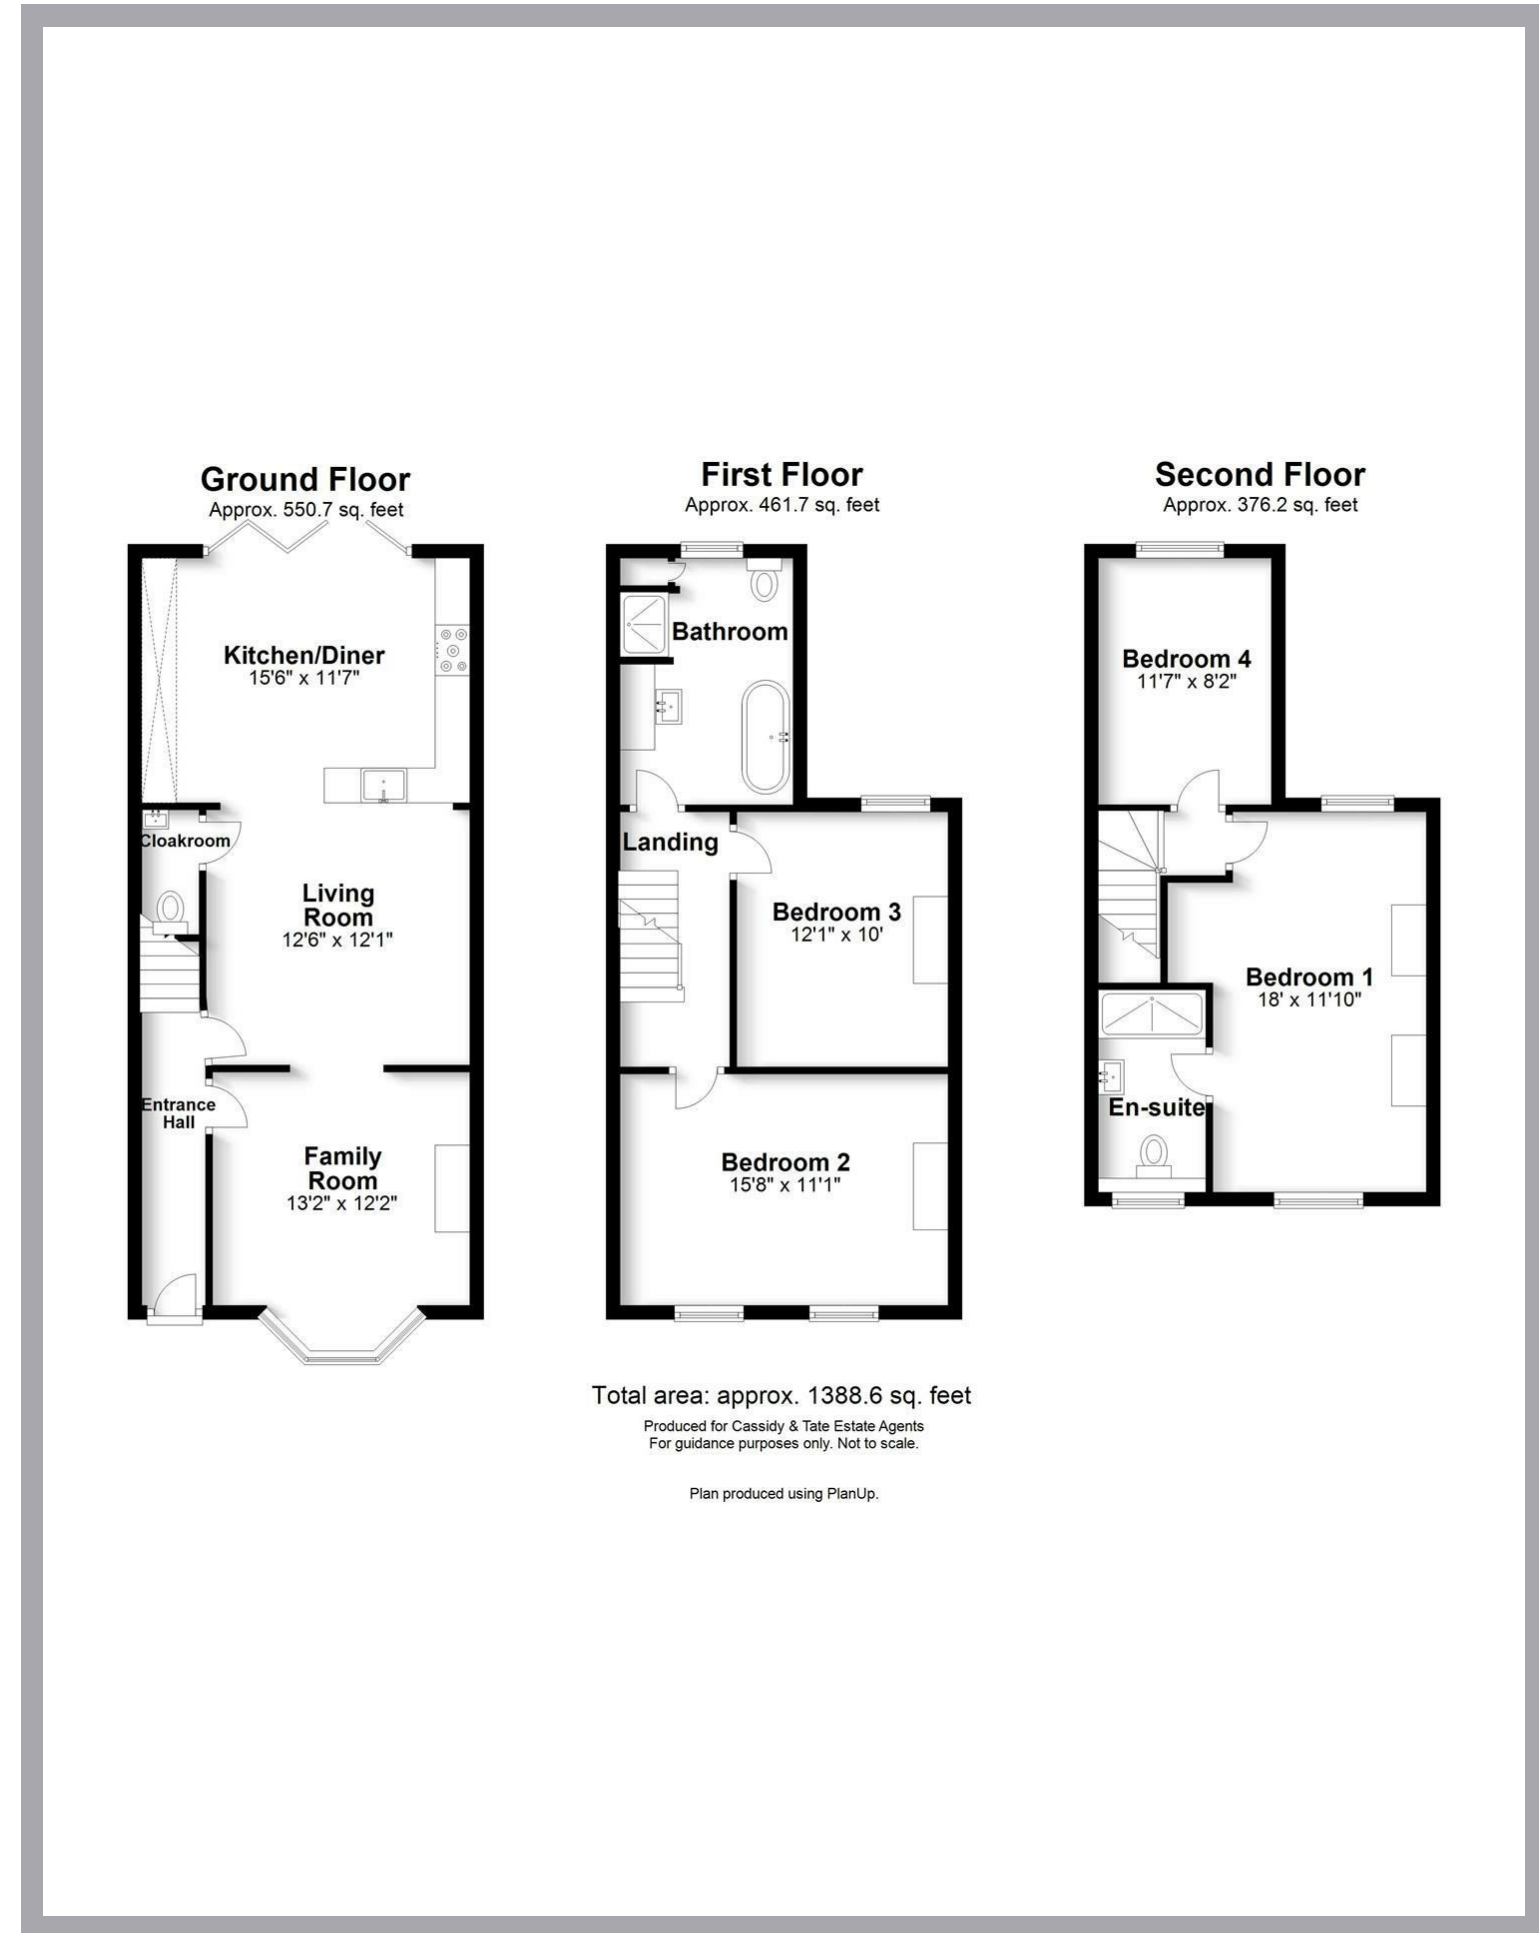 Ground Floor
Approx. 550.7 sq. feet
Kitchen/Diner
15'6" x 11'7"
Cloakroom
Living
Room
12'6" x 12'1"
Entrance
Hall
Family
Room
13'2" x 12'2"
First Floor
Approx. 461.7 sq. feet
Bathroom
Landing
Bedroom 3
12'1" x 10'
Bedroom 2
15'8" x 11'1"
Second Floor
Approx. 376.2 sq. feet
Bedroom 4
11'7" x 8'2"
Bedroom 1
18' x 11'10"
En-suite
Total area: approx. 1388.6 sq. feet
Produced for Cassidy & Tate Estate Agents
For guidance purposes only. Not to scale.
Plan produced using PlanUp.